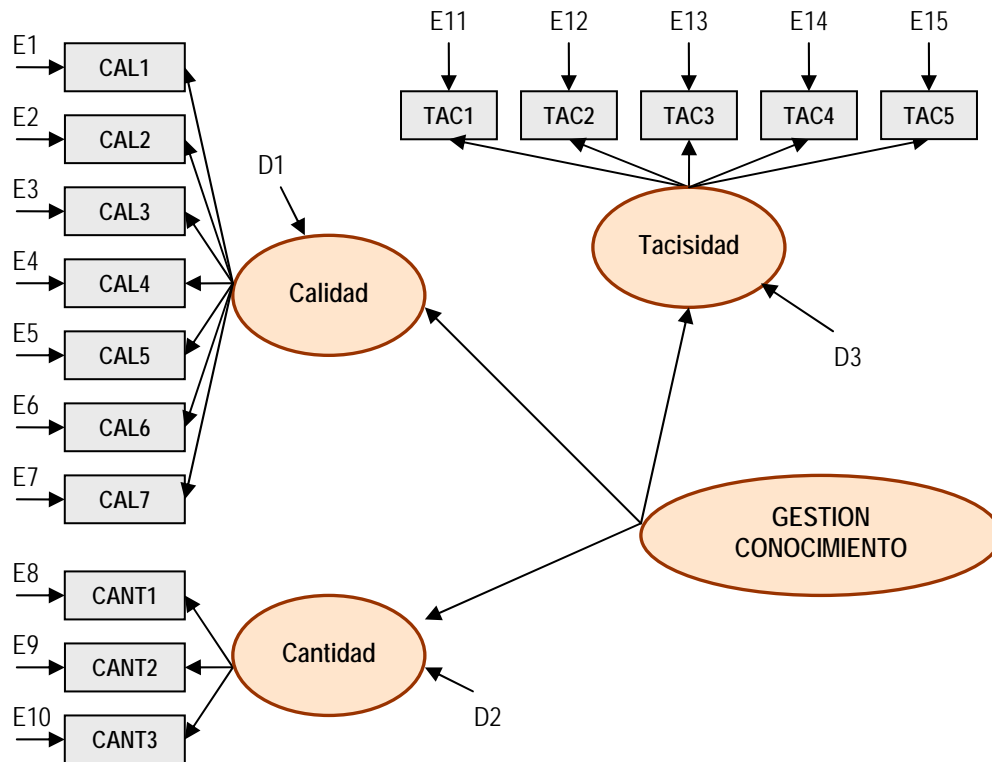 E1
CAL1
E2
CAL2
E3
CAL3
E4
CAL4
E5
CAL5
E6
CAL6
E7
CAL7
E8
CANT1
E9
CANT2
E10
CANT3
D1
Calidad
Cantidad
D2
E11
E12
E13
E14
E15
TAC1
TAC2
TAC3
TAC4
TAC5
Tacisidad
D3
GESTION
CONOCIMIENTO